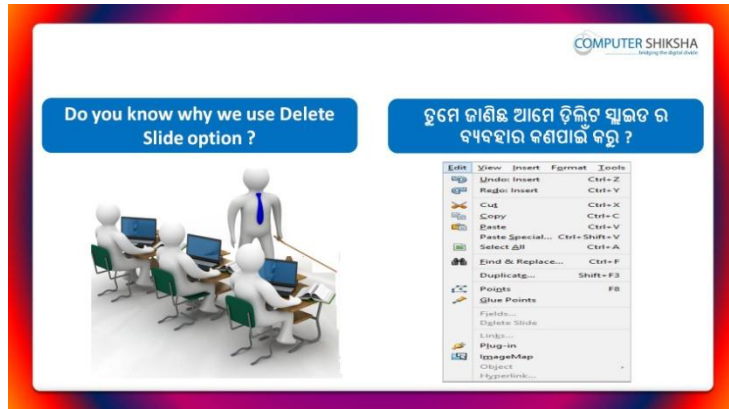 COMPUTER SHIKSHA
bridging the digital divide
Do you know why we use Delete
Slide option ?
ତୁମେ ଜାଣିଛ ଆମେ ଡ଼ିଲିଟ ସ୍ଲାଇଡ ର
ବ୍ୟବହାର କଣପାଇଁ କରୁ ?
Edit View Insert Format Tools
Undo: Insert Ctrl+Z
Redo: Insert Ctrl+Y
Cut Ctrl+X
Copy Ctrl+C
Paste Ctrl+V
Paste Special... Ctrl+Shift+V
Select All Ctrl+A
Find & Replace... Ctrl+F
Duplicate... Shift+F3
Points F8
Glue Points
Fields...
Delete Slide
Links...
Plug-in
ImageMap
Object
Hyperlink...